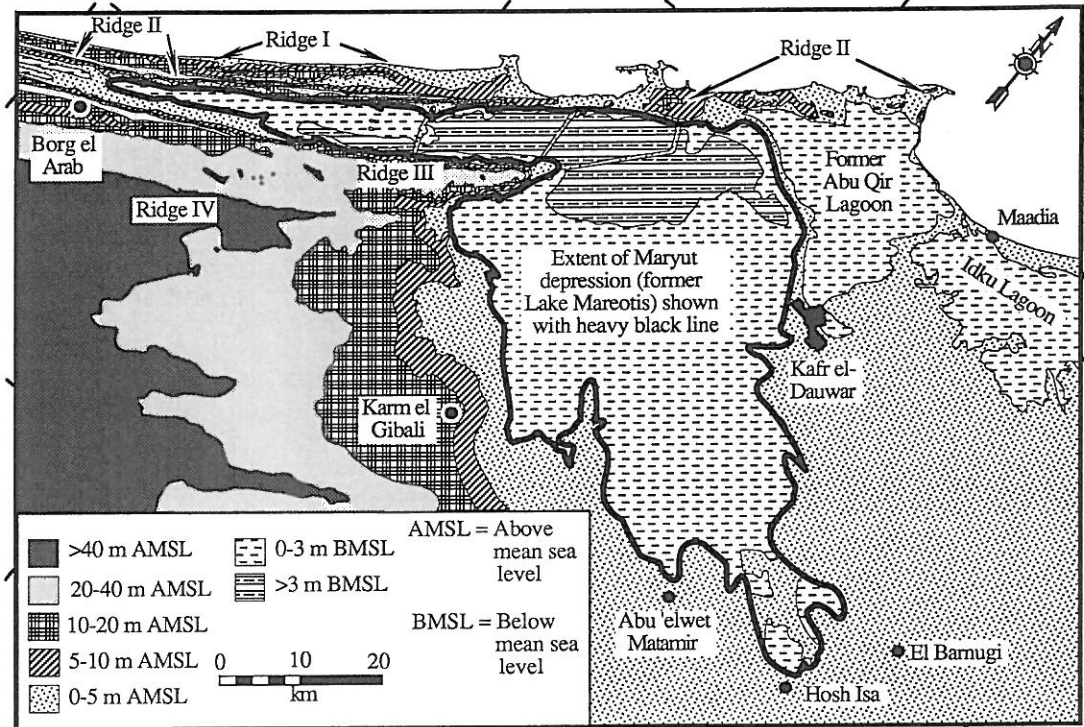 Ridge II
Ridge I
Ridge II
N
Borg el
Arab
Ridge III
Ridge IV
Former
Abu Qir
Lagoon
Maadia
Idku Lagoon
Extent of Maryut
depression (former
Lake Mareotis) shown
with heavy black line
Kafr el-
Dauwar
Karm el
Gibali
>40 m AMSL
20-40 m AMSL
10-20 m AMSL
5-10 m AMSL
0-5 m AMSL
0-3 m BMSL
>3 m BMSL
AMSL = Above
mean sea
level
BMSL = Below
mean sea
level
0 10 20
km
Abu 'elwet
Matamir
El Barnugi
Hosh Isa